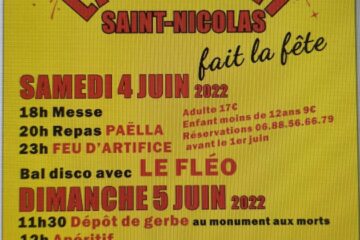 SAINT-NICOLAS
fait la fête
SAMEDI 4 JUIN 2022
18h Messe
20h Repas PAËLLA
23h FEU D'ARTIFICE
Adulte 17€
Enfant moins de 12ans 9€
Réservations 06.88.56.66.79
avant le 1er juin
Bal disco avec LE FLÉO
DIMANCHE 5 JUIN 2022
11h30 Dépôt de gerbe au monument aux morts
12h Apéritif